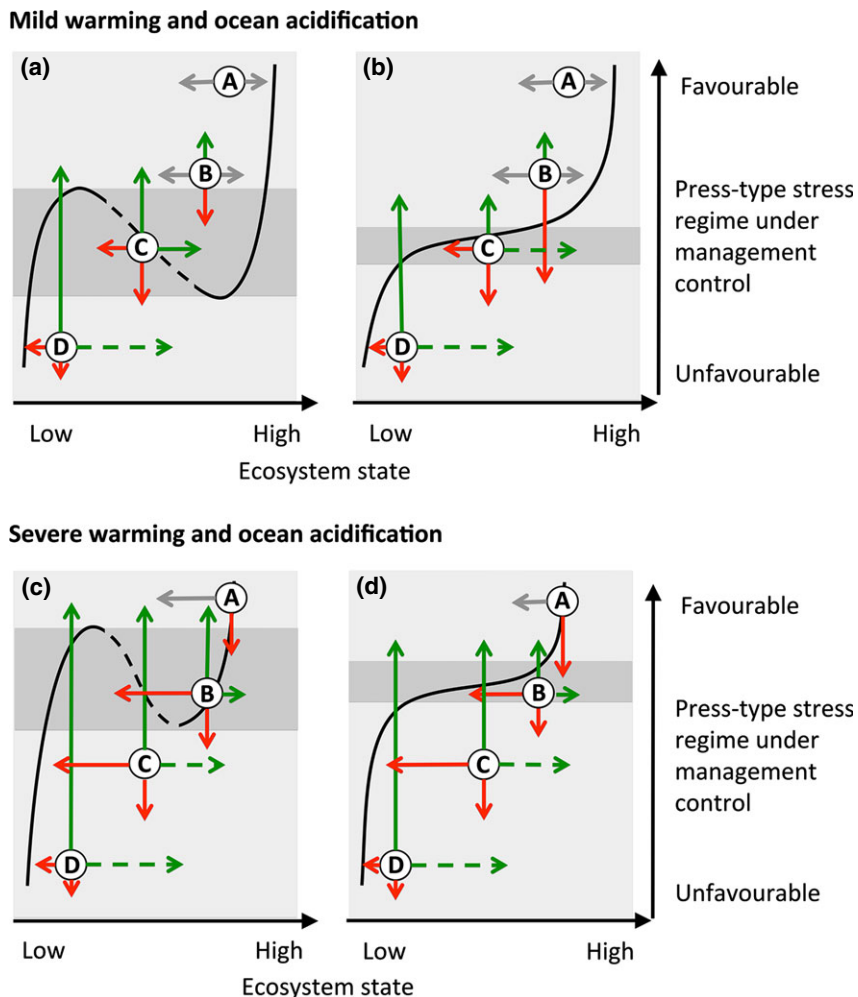 Mild warming and ocean acidification
(a)
(b)
A
A
B
B
C
C
D
D
Favourable
Press-type stress
regime under
management
control
Unfavourable
Low
High
Low
High
Ecosystem state
Severe warming and ocean acidification
(c)
(d)
A
A
B
B
C
C
D
D
Favourable
Press-type stress
regime under
management
control
Unfavourable
Low
High
Low
High
Ecosystem state